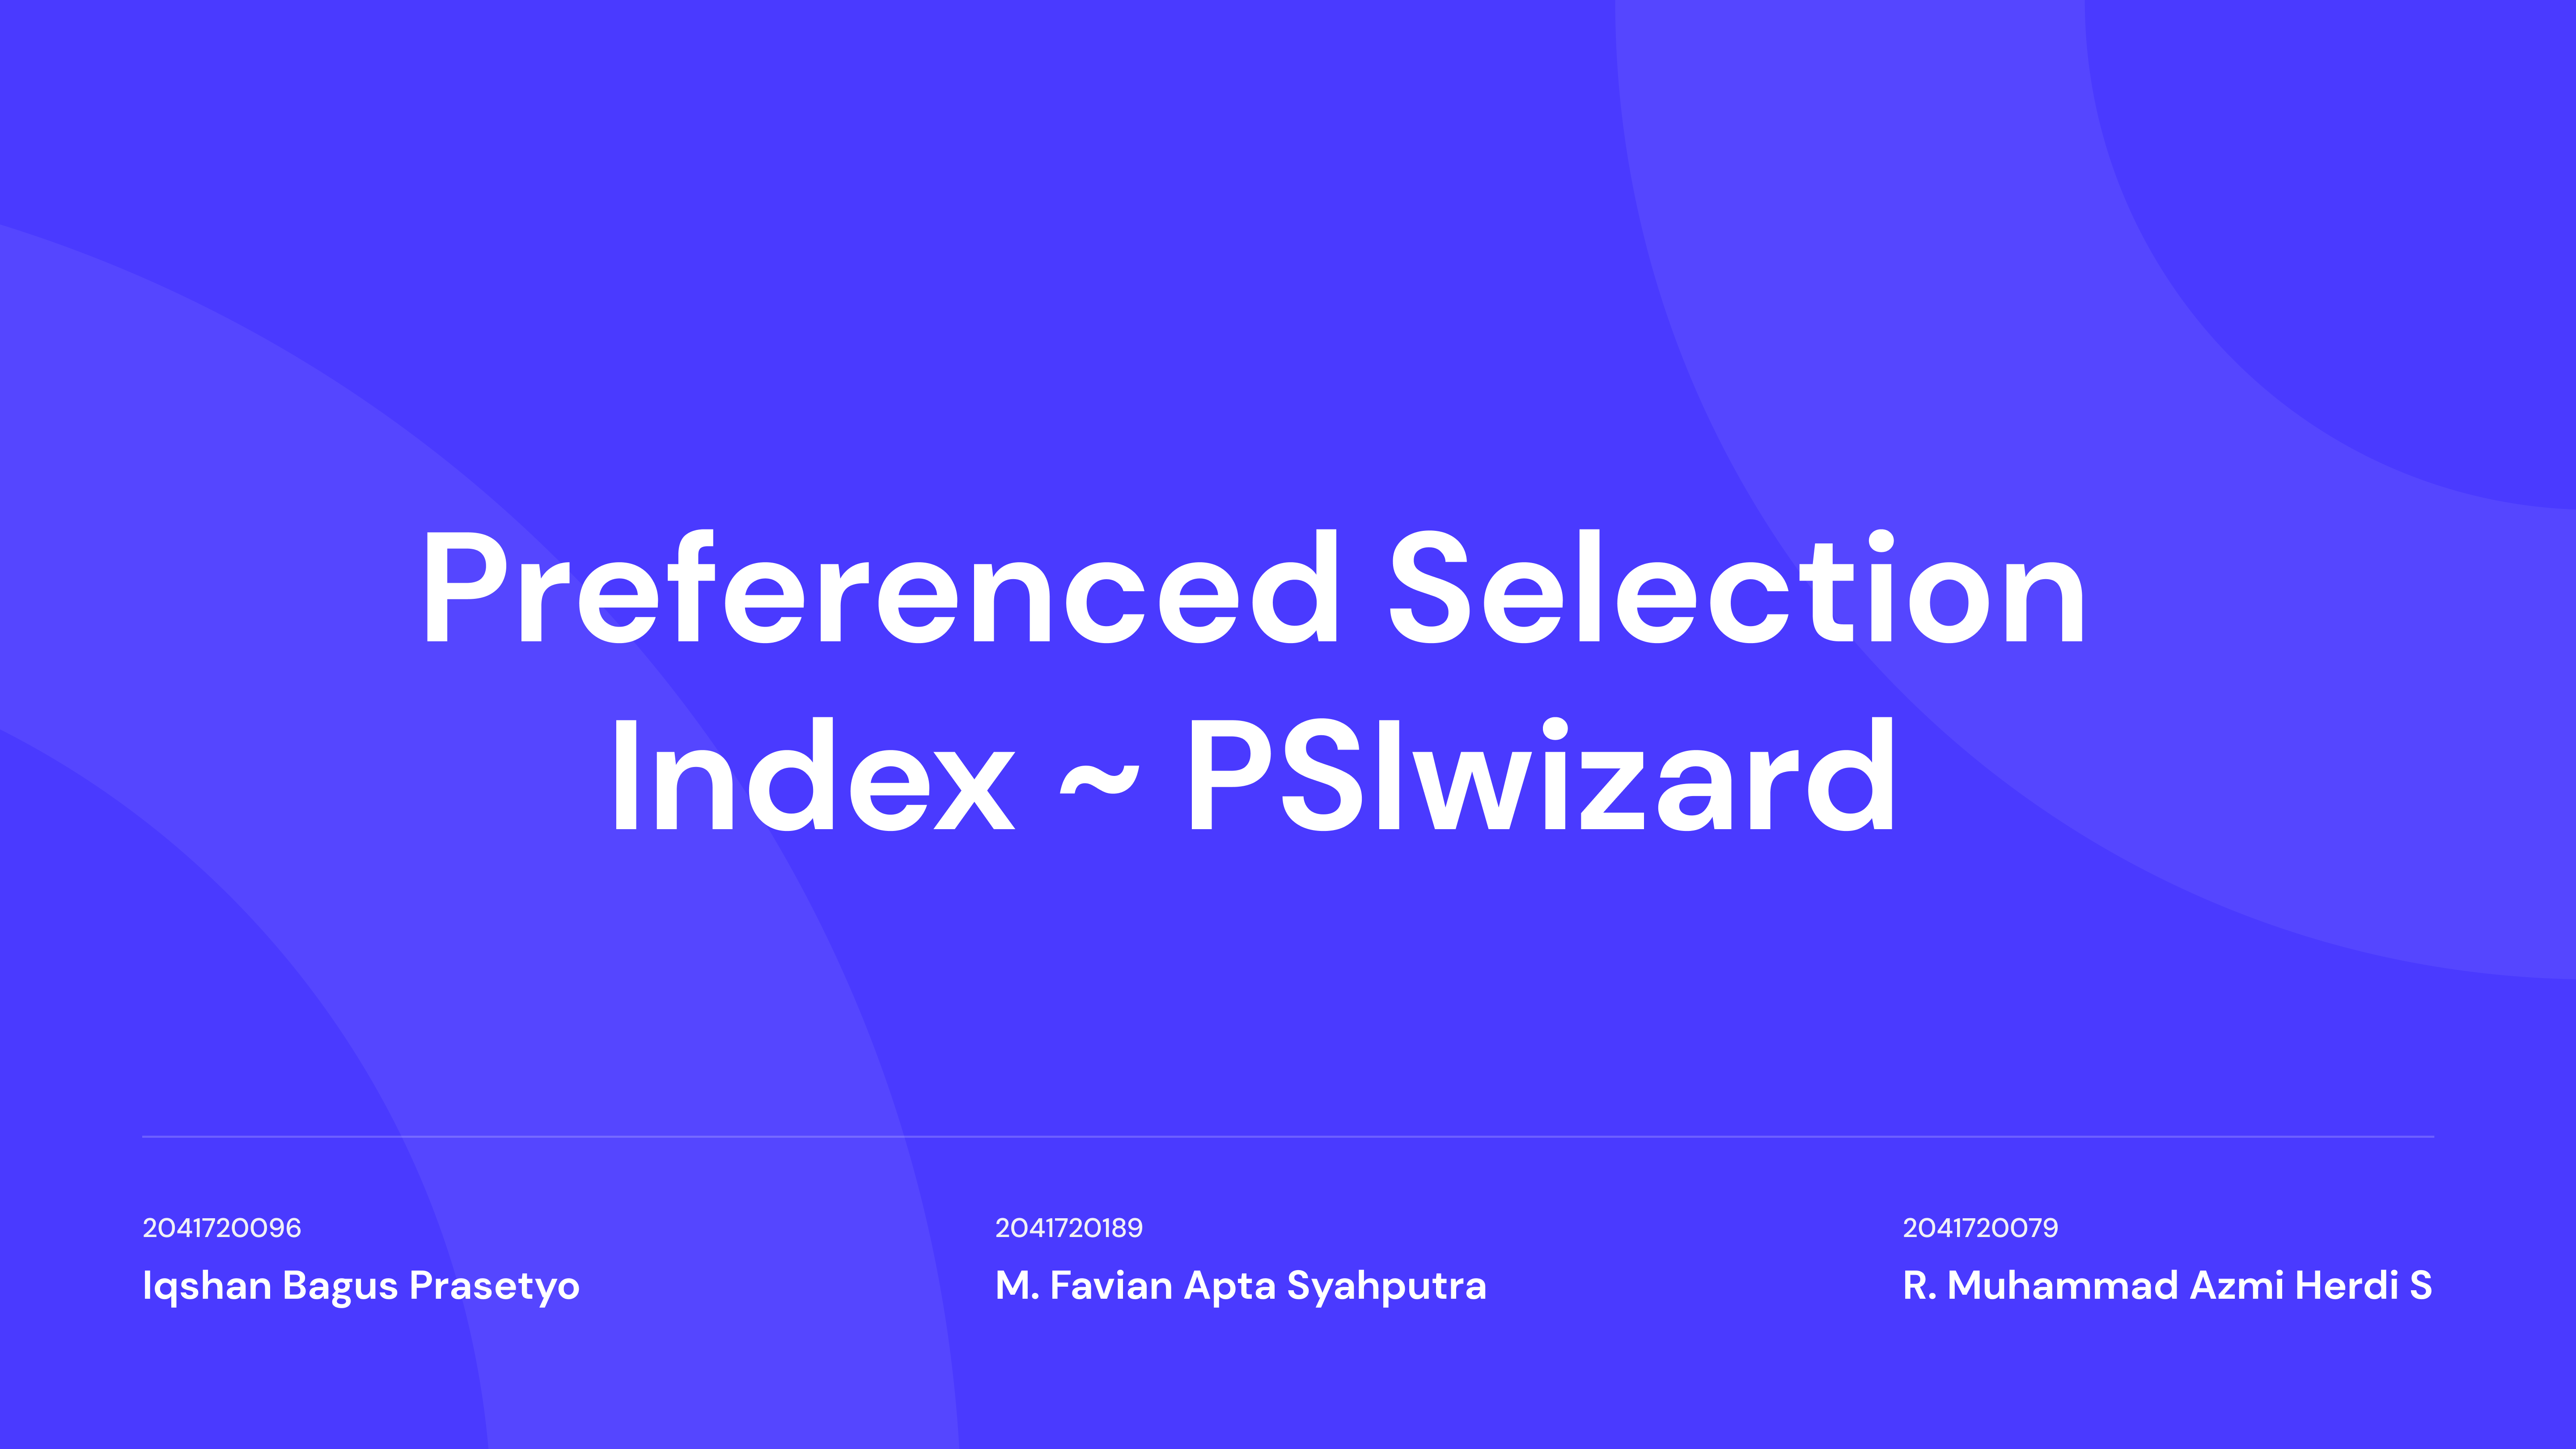 Preferenced Selection
Index ~ PSIwizard
2041720096
Iqshan Bagus Prasetyo
2041720189
M. Favian Apta Syahputra
2041720079
R. Muhammad Azmi Herdi S